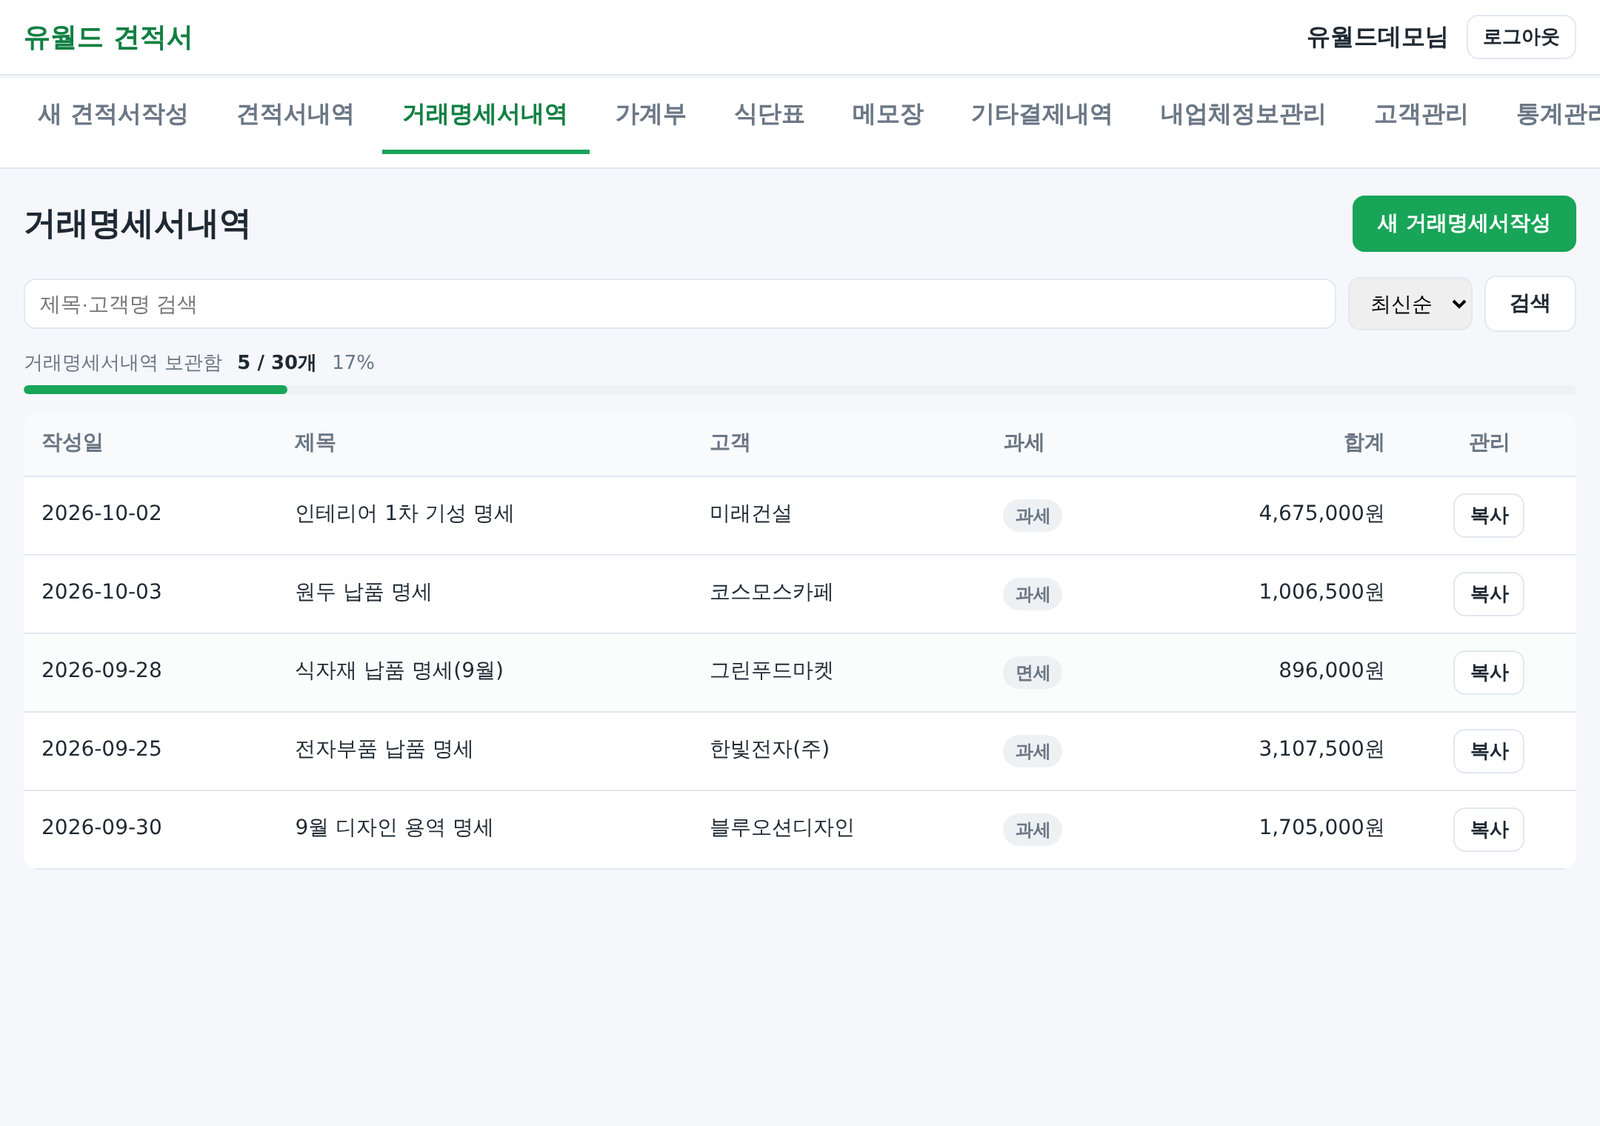 유월드 견적서
유월드데모님 로그아웃
새 견적서작성 견적서내역 거래명세서내역 가계부 식단표 메모장 기타결제내역 내업체정보관리 고객관리 통계관리
거래명세서내역
새 거래명세서작성
제목·고객명 검색 최신순 검색
거래명세서내역 보관함 5 / 30개 17%
작성일 제목 고객 과세 합계 관리
2026-10-02 인테리어 1차 기성 명세 미래건설 과세 4,675,000원 복사
2026-10-03 원두 납품 명세 코스모스카페 과세 1,006,500원 복사
2026-09-28 식자재 납품 명세(9월) 그린푸드마켓 면세 896,000원 복사
2026-09-25 전자부품 납품 명세 한빛전자(주) 과세 3,107,500원 복사
2026-09-30 9월 디자인 용역 명세 블루오션디자인 과세 1,705,000원 복사